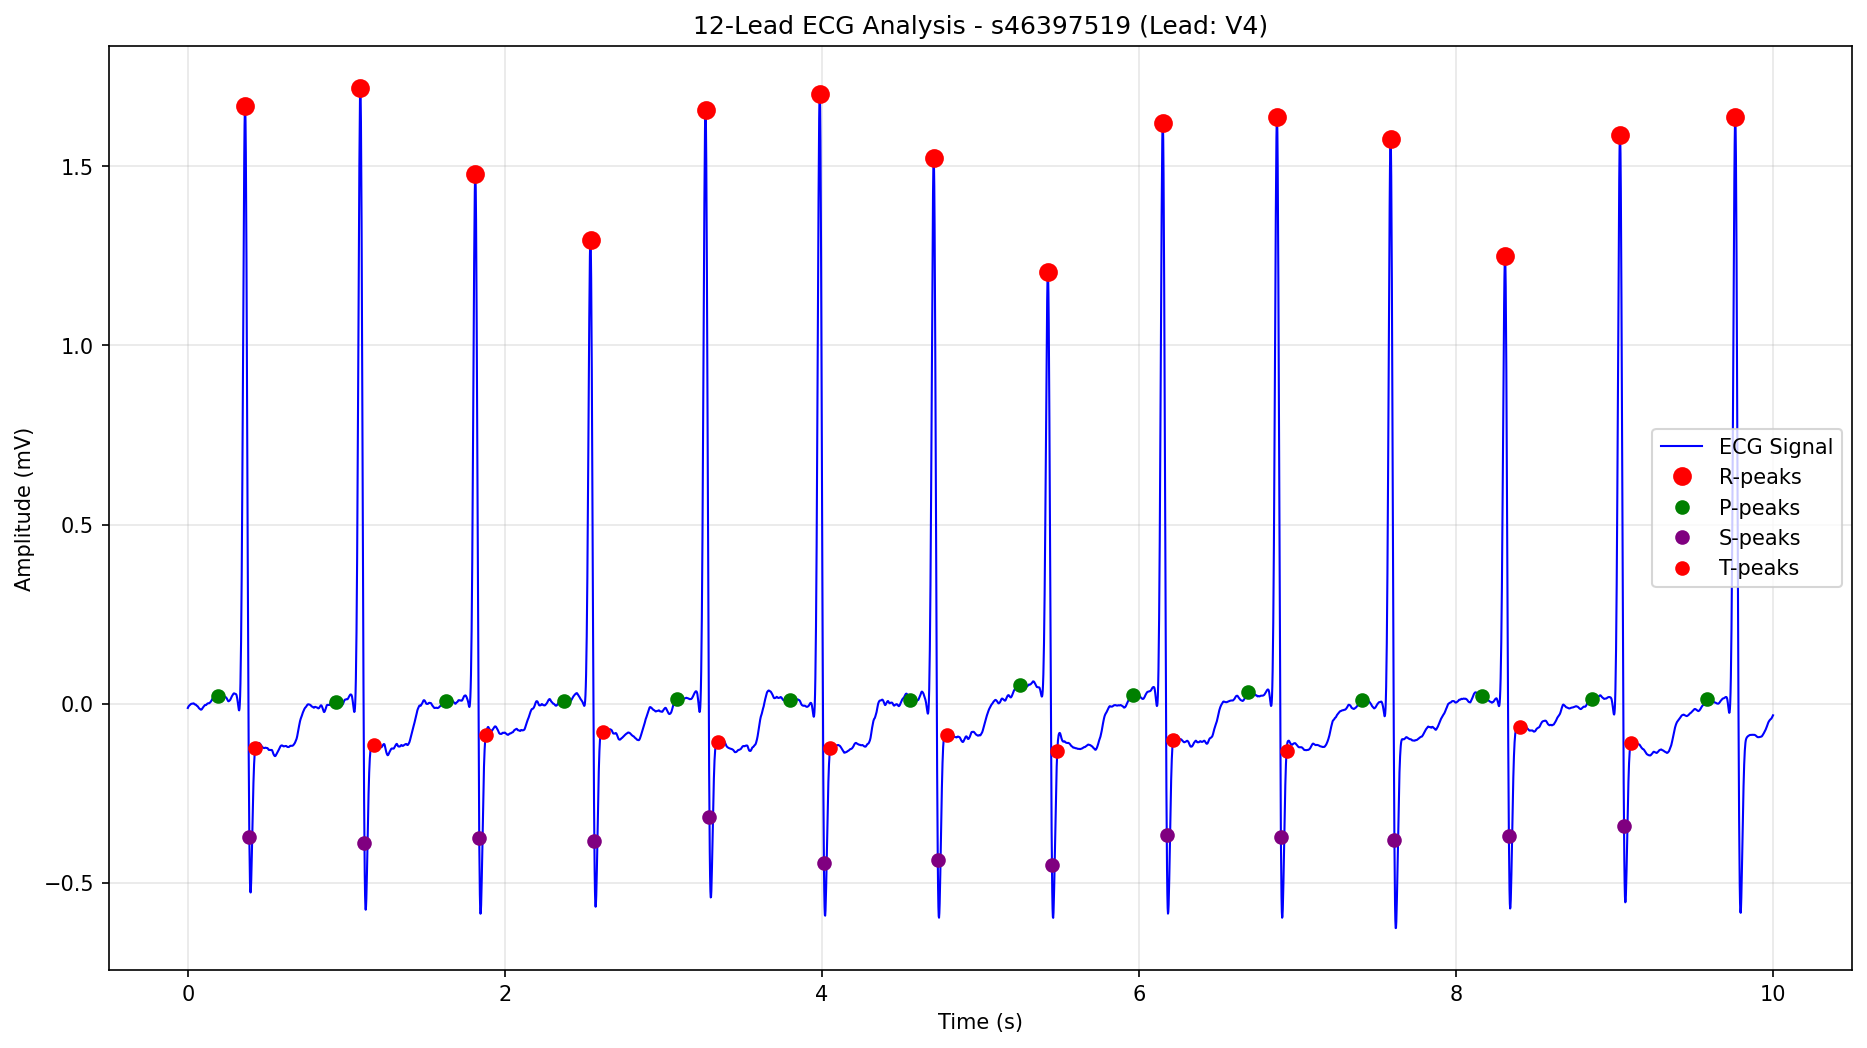 12-Lead ECG Analysis - s46397519 (Lead: V4)
Amplitude (mV)
1.5
1.0
0.5
0.0
−0.5
ECG Signal
R-peaks
P-peaks
S-peaks
T-peaks
0 2 4 6 8 10
Time (s)